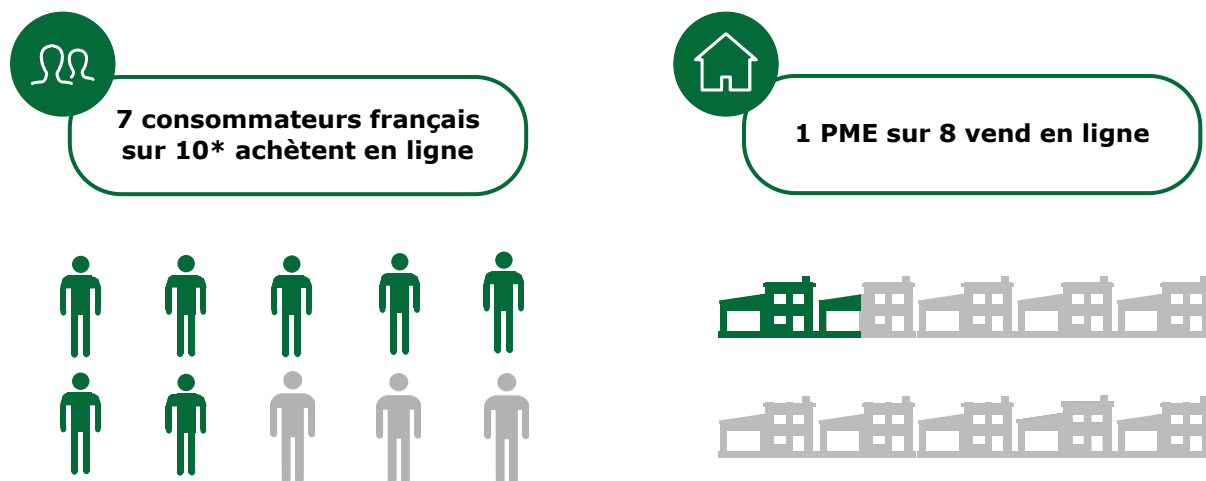 7 consommateurs français
sur 10* achètent en ligne
1 PME sur 8 vend en ligne